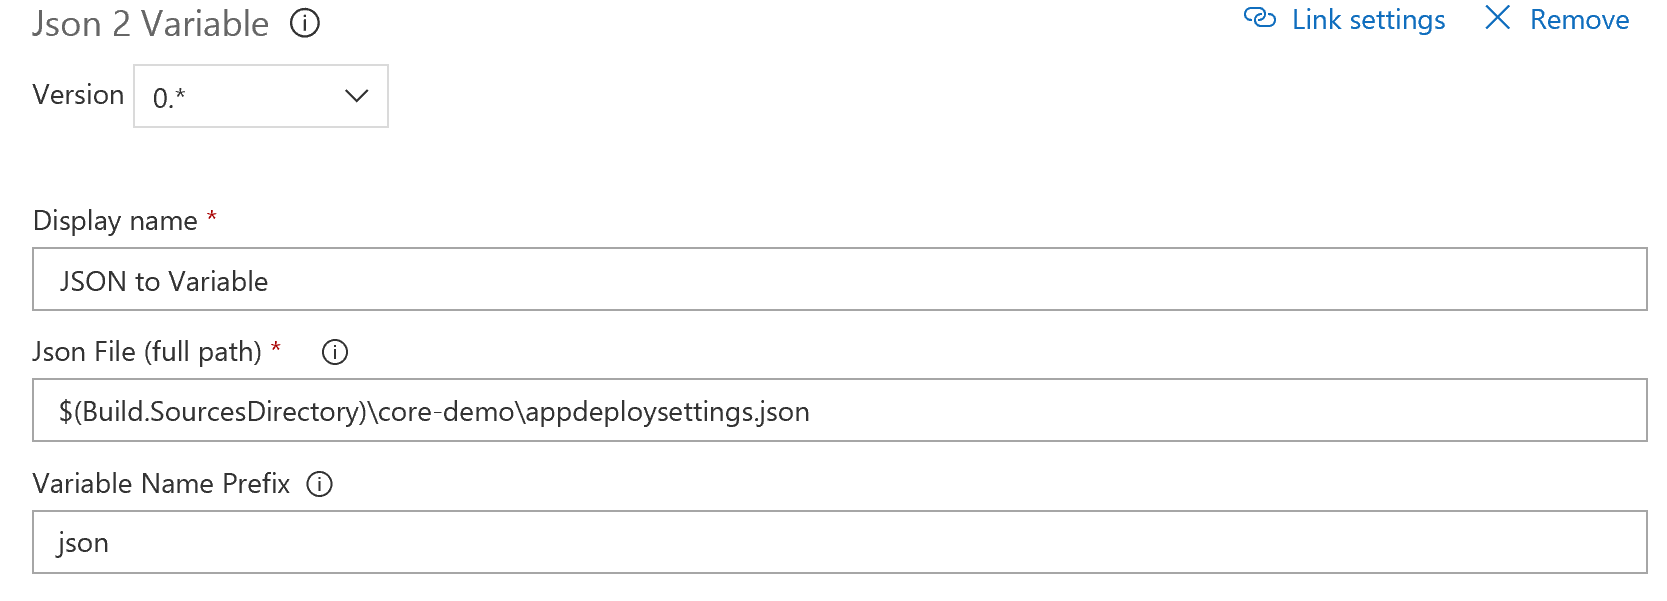 Json 2 Variable
Link settings
Remove
Version
0.*
Display name *
JSON to Variable
Json File (full path) *
$(Build.SourcesDirectory)\core-demo\appdeploysettings.json
Variable Name Prefix
json